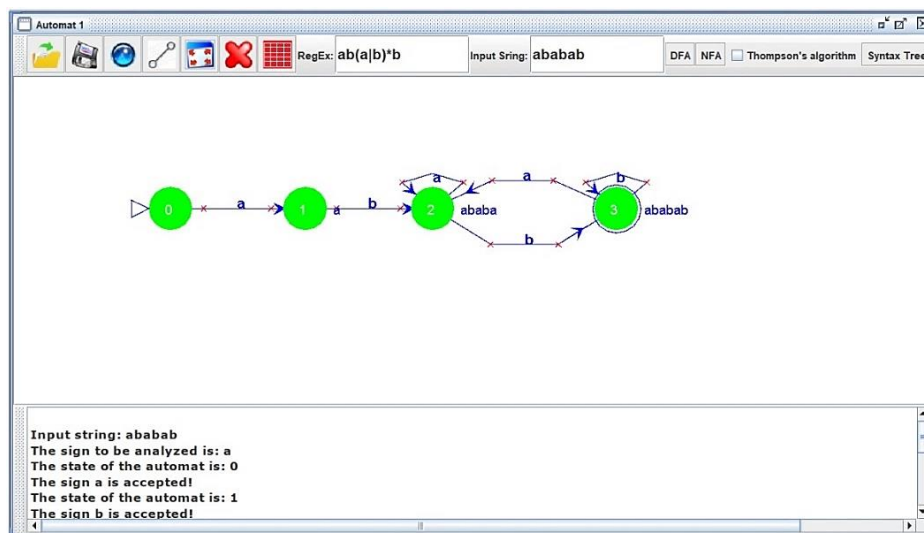 Automat 1
RegEx: ab(a|b)*b Input Sring: ababab DFA NFA Thompson's algorithm Syntax Tree
a a b
0 a 1 a b 2 ababa 3 ababab
b
Input string: ababab
The sign to be analyzed is: a
The state of the automat is: 0
The sign a is accepted!
The state of the automat is: 1
The sign b is accepted!